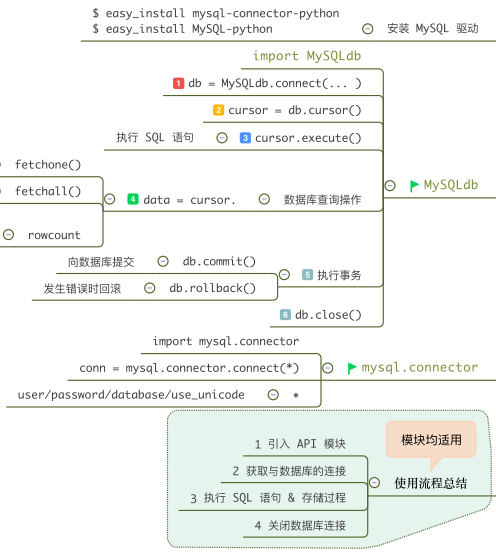 $ easy_install mysql-connector-python
$ easy_install MySQL-python
安装 MySQL 驱动
import MySQLdb
1 db = MySQLdb.connect(... )
2 cursor = db.cursor()
执行 SQL 语句
3 cursor.execute()
fetchone()
fetchall()
rowcount
4 data = cursor.
数据库查询操作
MySQLdb
向数据库提交
db.commit()
发生错误时回滚
db.rollback()
5 执行事务
6 db.close()
import mysql.connector
conn = mysql.connector.connect(*)
user/password/database/use_unicode
*
mysql.connector
模块均适用
1 引入 API 模块
2 获取与数据库的连接
3 执行 SQL 语句 & 存储过程
4 关闭数据库连接
使用流程总结